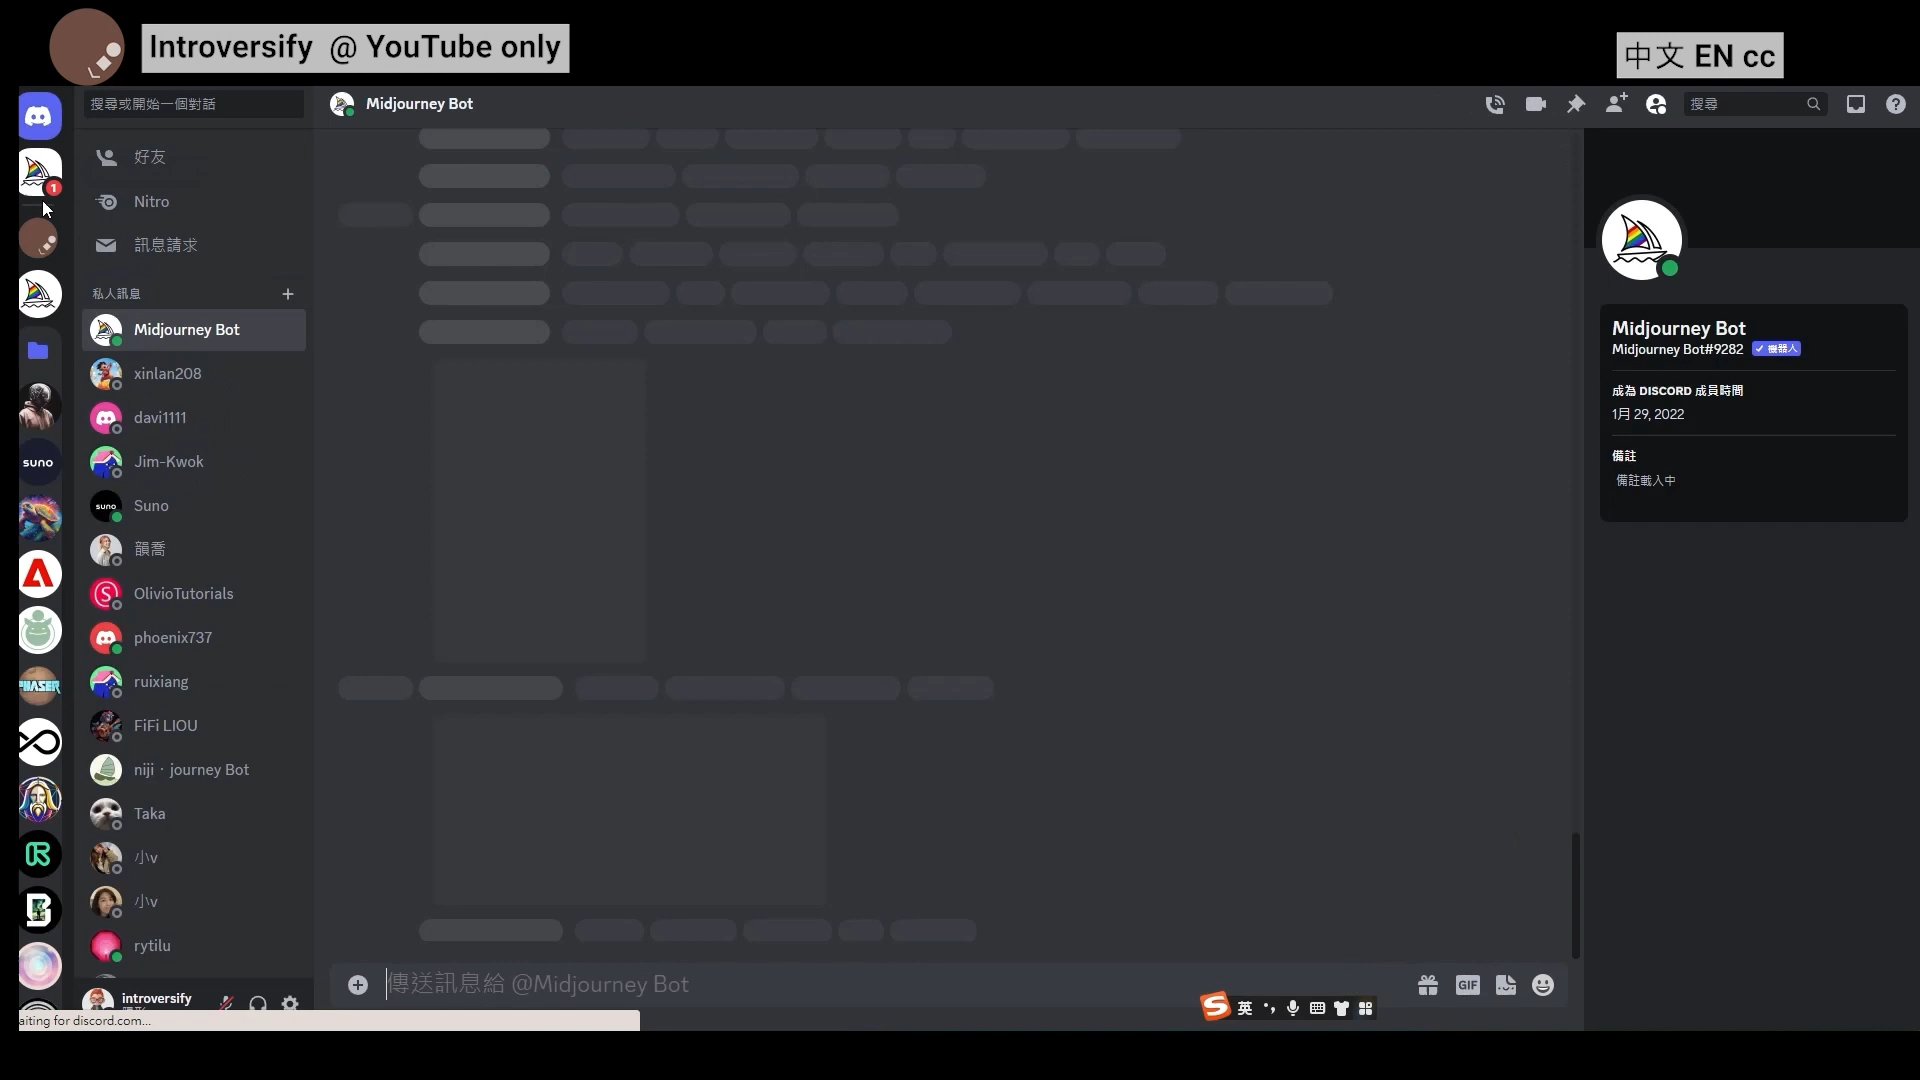 Introversify @ YouTube only
中文 EN cc
搜尋或開始一個對話
Midjourney Bot
搜尋
1
好友
Nitro
訊息請求
私人訊息
Midjourney Bot
xinlan208
davi1111
Jim-Kwok
suno
suno
Suno
韻喬
OlivioTutorials
phoenix737
PHASER
ruixiang
FiFi LIOU
niji · journey Bot
Taka
小v
小v
rytilu
introversify
aiting for discord.com...
傳送訊息給 @Midjourney Bot
GIF
英
Midjourney Bot
Midjourney Bot#9282 機器人
成為 DISCORD 成員時間
1月 29, 2022
備註
備註載入中